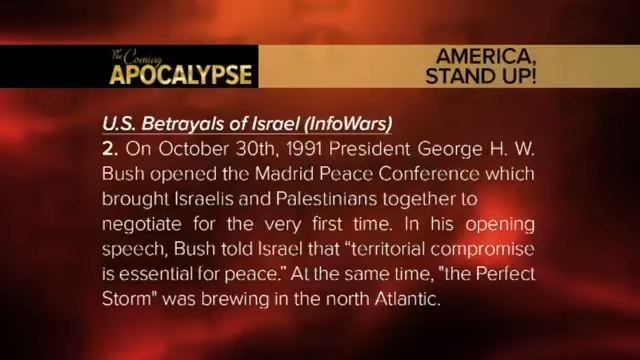 The Coming
APOCALYPSE
AMERICA,
STAND UP!
U.S. Betrayals of Israel (InfoWars)
2. On October 30th, 1991 President George H. W.
Bush opened the Madrid Peace Conference which
brought Israelis and Palestinians together to
negotiate for the very first time. In his opening
speech, Bush told Israel that “territorial compromise
is essential for peace.” At the same time, "the Perfect
Storm" was brewing in the north Atlantic.